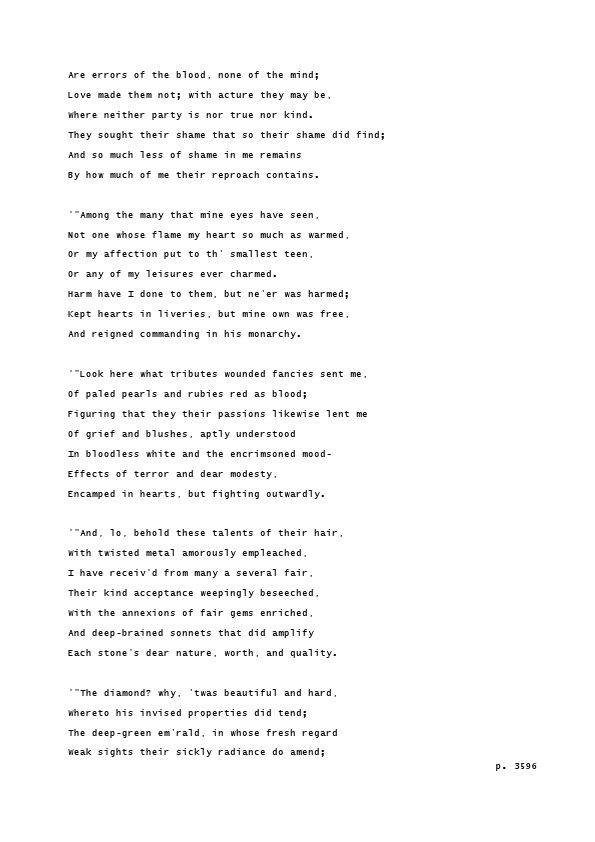 Are errors of the blood, none of the mind;
Love made them not; with acture they may be,
Where neither party is nor true nor kind.
They sought their shame that so their shame did find;
And so much less of shame in me remains
By how much of me their reproach contains.

'"Among the many that mine eyes have seen,
Not one whose flame my heart so much as warmed,
Or my affection put to th' smallest teen,
Or any of my leisures ever charmed.
Harm have I done to them, but ne'er was harmed;
Kept hearts in liveries, but mine own was free,
And reigned commanding in his monarchy.

'"Look here what tributes wounded fancies sent me,
Of paled pearls and rubies red as blood;
Figuring that they their passions likewise lent me
Of grief and blushes, aptly understood
In bloodless white and the encrimsoned mood-
Effects of terror and dear modesty,
Encamped in hearts, but fighting outwardly.

'"And, lo, behold these talents of their hair,
With twisted metal amorously empleached,
I have receiv'd from many a several fair,
Their kind acceptance weepingly beseeched,
With the annexions of fair gems enriched,
And deep-brained sonnets that did amplify
Each stone's dear nature, worth, and quality.

'"The diamond? why, 'twas beautiful and hard,
Whereto his invised properties did tend;
The deep-green em'rald, in whose fresh regard
Weak sights their sickly radiance do amend;
p. 3596